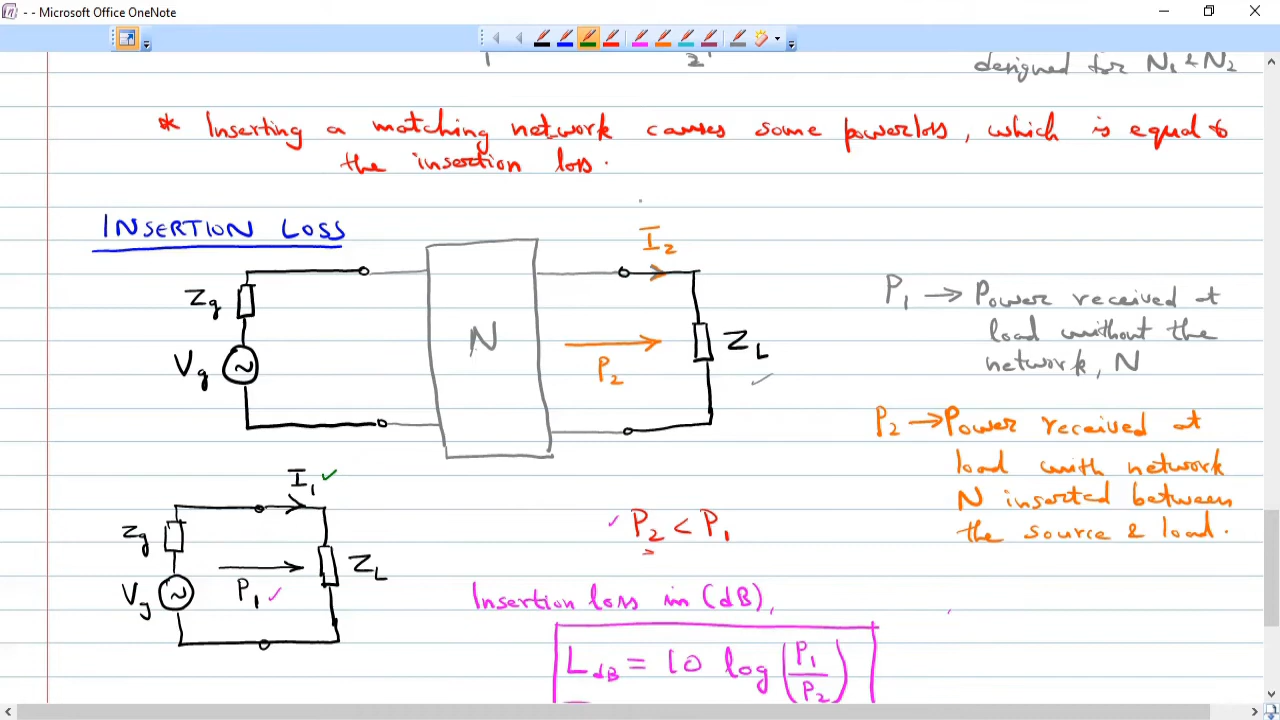 - - Microsoft Office OneNote
1 2'
designed for N1 & N2
* Inserting a matching network causes some powerloss, which is equal to
the insertion loss.
INSERTION LOSS
I2
Zg
N
ZL
Vg
P2
P1 → Power received at
load without the
network, N
P2 → Power received at
load with network
N inserted between
the source & load.
I1 ✓
Zg
ZL
Vg
P1 ✓
✓ P2 < P1
Insertion loss in (dB),
LdB = 10 log (P1/P2)